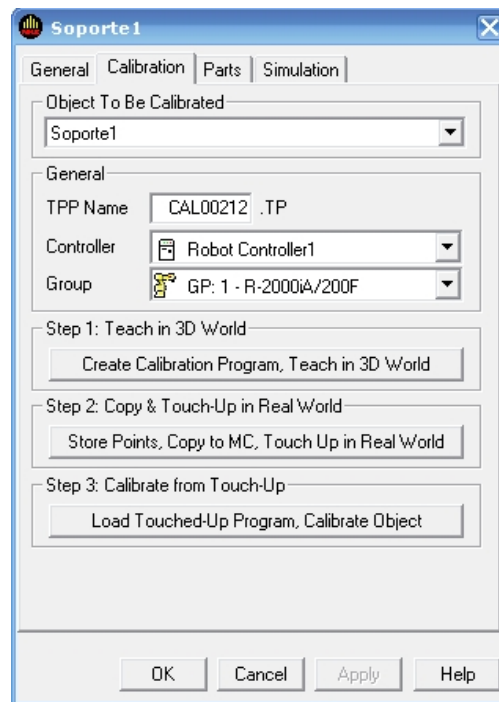 Soporte1
General Calibration Parts Simulation
Object To Be Calibrated
Soporte1
General
TPP Name CAL00212 .TP
Controller Robot Controller1
Group GP: 1 - R-2000iA/200F
Step 1: Teach in 3D World
Create Calibration Program, Teach in 3D World
Step 2: Copy & Touch-Up in Real World
Store Points, Copy to MC, Touch Up in Real World
Step 3: Calibrate from Touch-Up
Load Touched-Up Program, Calibrate Object
OK Cancel Apply Help